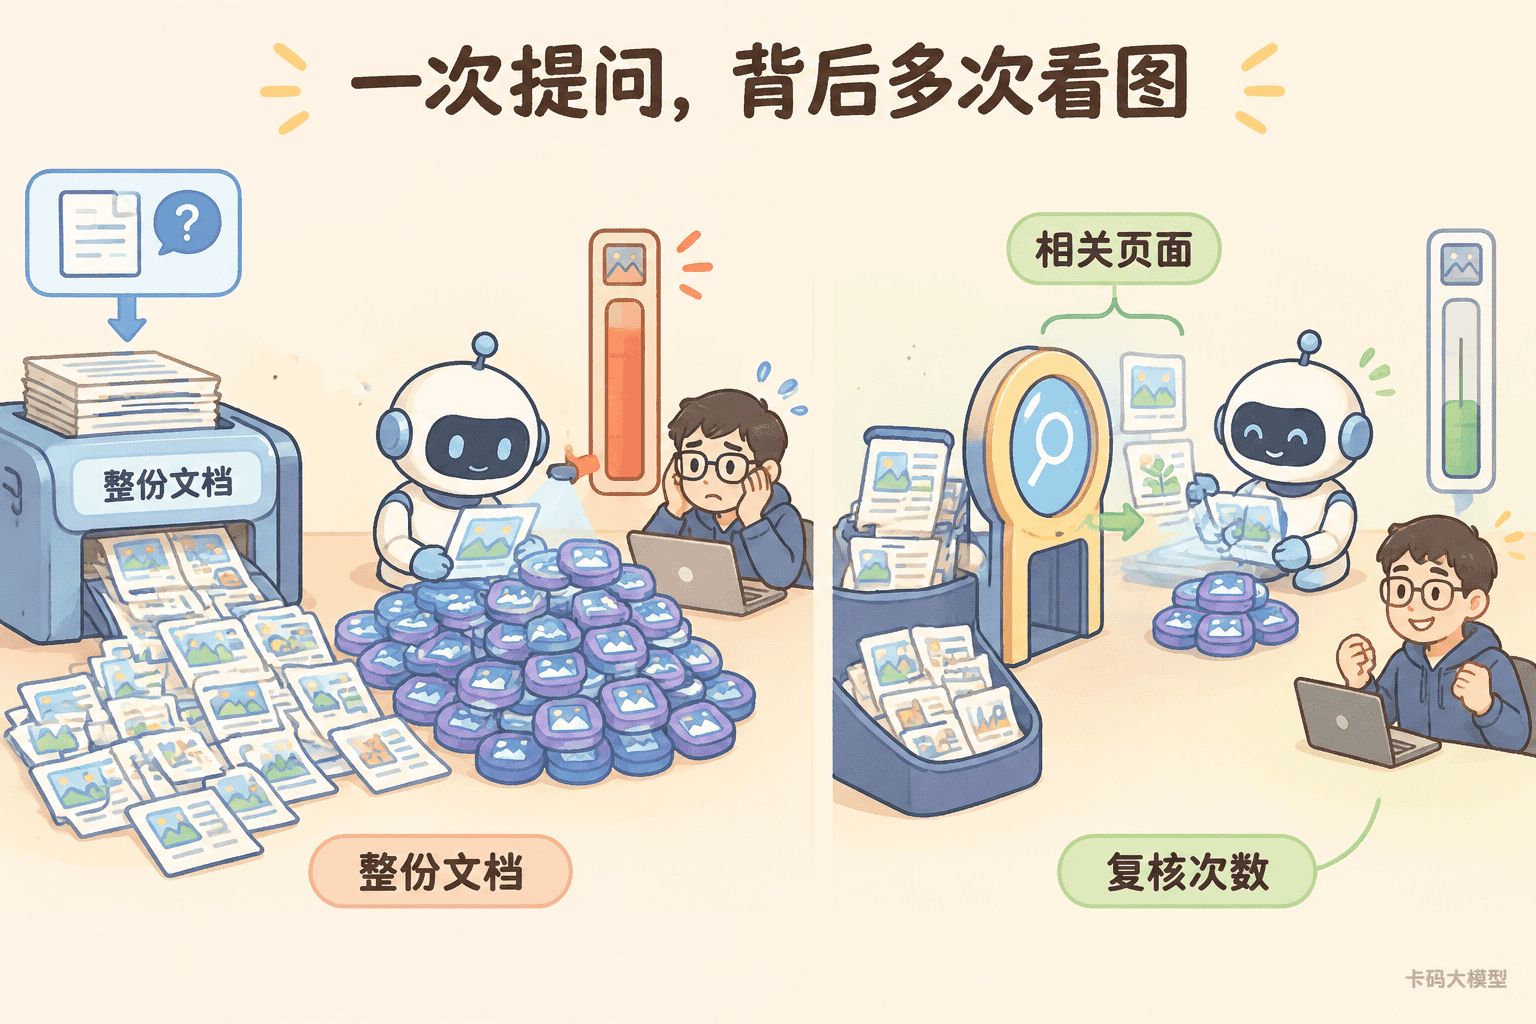 一次提问，背后多次看图
?
相关页面
整份文档
整份文档
复核次数
卡码大模型